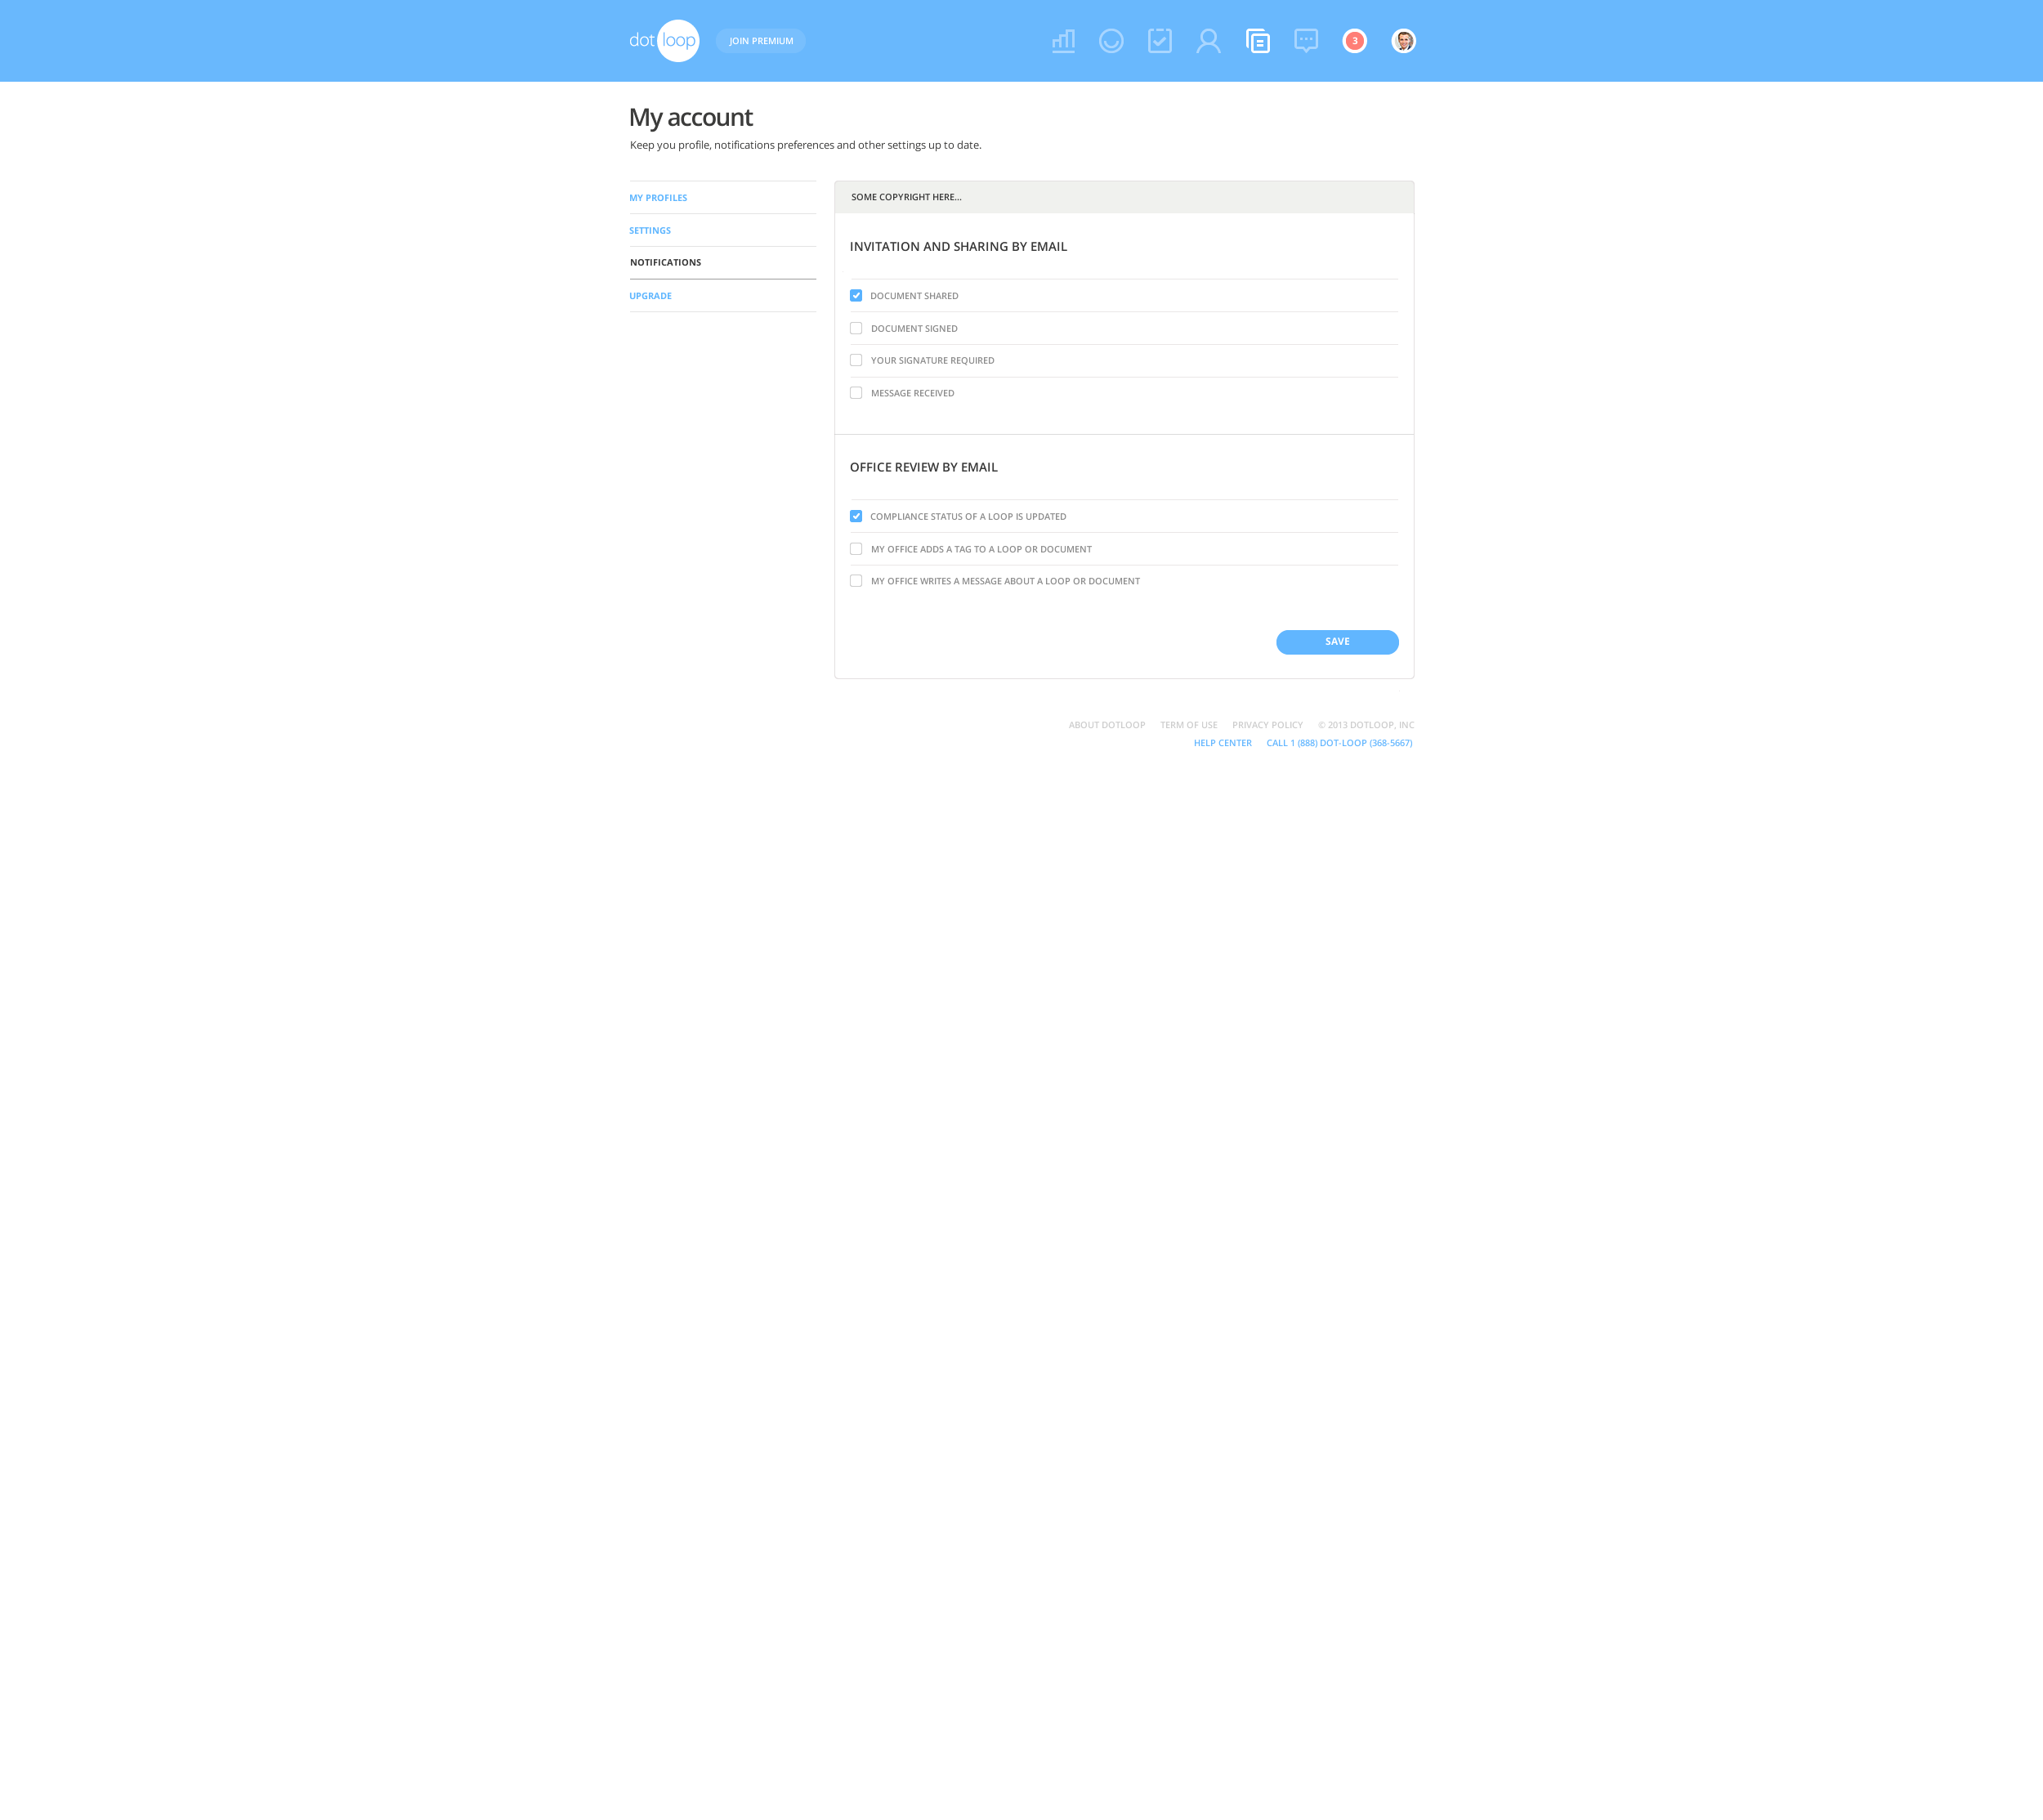 dot loop
JOIN PREMIUM
3
My account
Keep you profile, notifications preferences and other settings up to date.
MY PROFILES
SETTINGS
NOTIFICATIONS
UPGRADE
SOME COPYRIGHT HERE...
INVITATION AND SHARING BY EMAIL
DOCUMENT SHARED
DOCUMENT SIGNED
YOUR SIGNATURE REQUIRED
MESSAGE RECEIVED
OFFICE REVIEW BY EMAIL
COMPLIANCE STATUS OF A LOOP IS UPDATED
MY OFFICE ADDS A TAG TO A LOOP OR DOCUMENT
MY OFFICE WRITES A MESSAGE ABOUT A LOOP OR DOCUMENT
SAVE
ABOUT DOTLOOP TERM OF USE PRIVACY POLICY © 2013 DOTLOOP, INC
HELP CENTER CALL 1 (888) DOT-LOOP (368-5667)